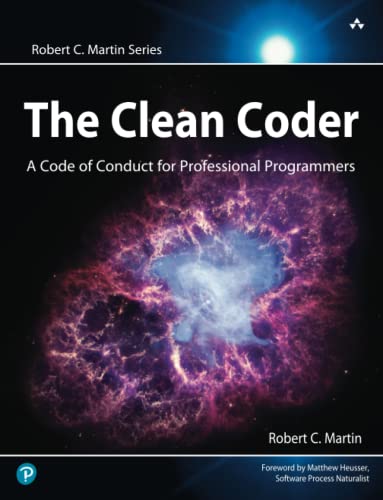 Robert C. Martin Series
The Clean Coder
A Code of Conduct for Professional Programmers
Robert C. Martin
Foreword by Matthew Heusser,
Software Process Naturalist